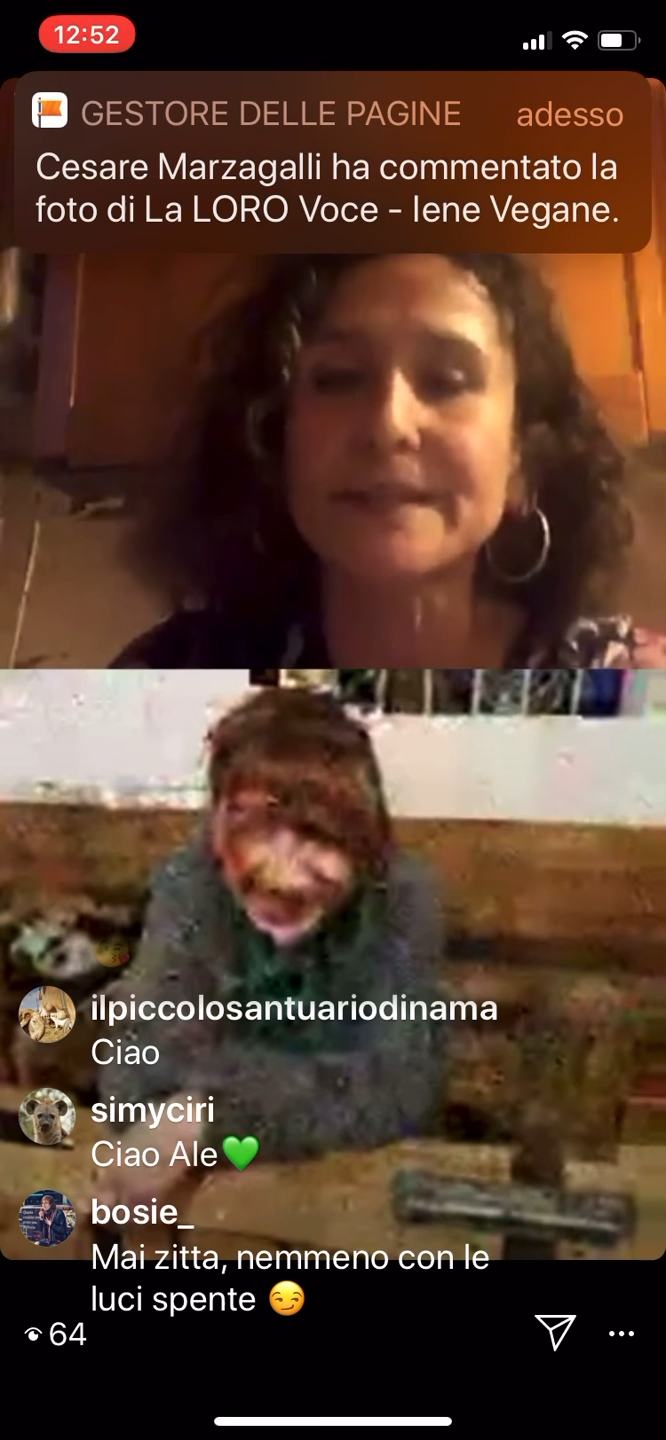 12:52
GESTORE DELLE PAGINE adesso
Cesare Marzagalli ha commentato la
foto di La LORO Voce - Iene Vegane.
ilpiccolosantuariodinama
Ciao
simyciri
Ciao Ale💚
bosie_
Mai zitta, nemmeno con le
luci spente 😏
64